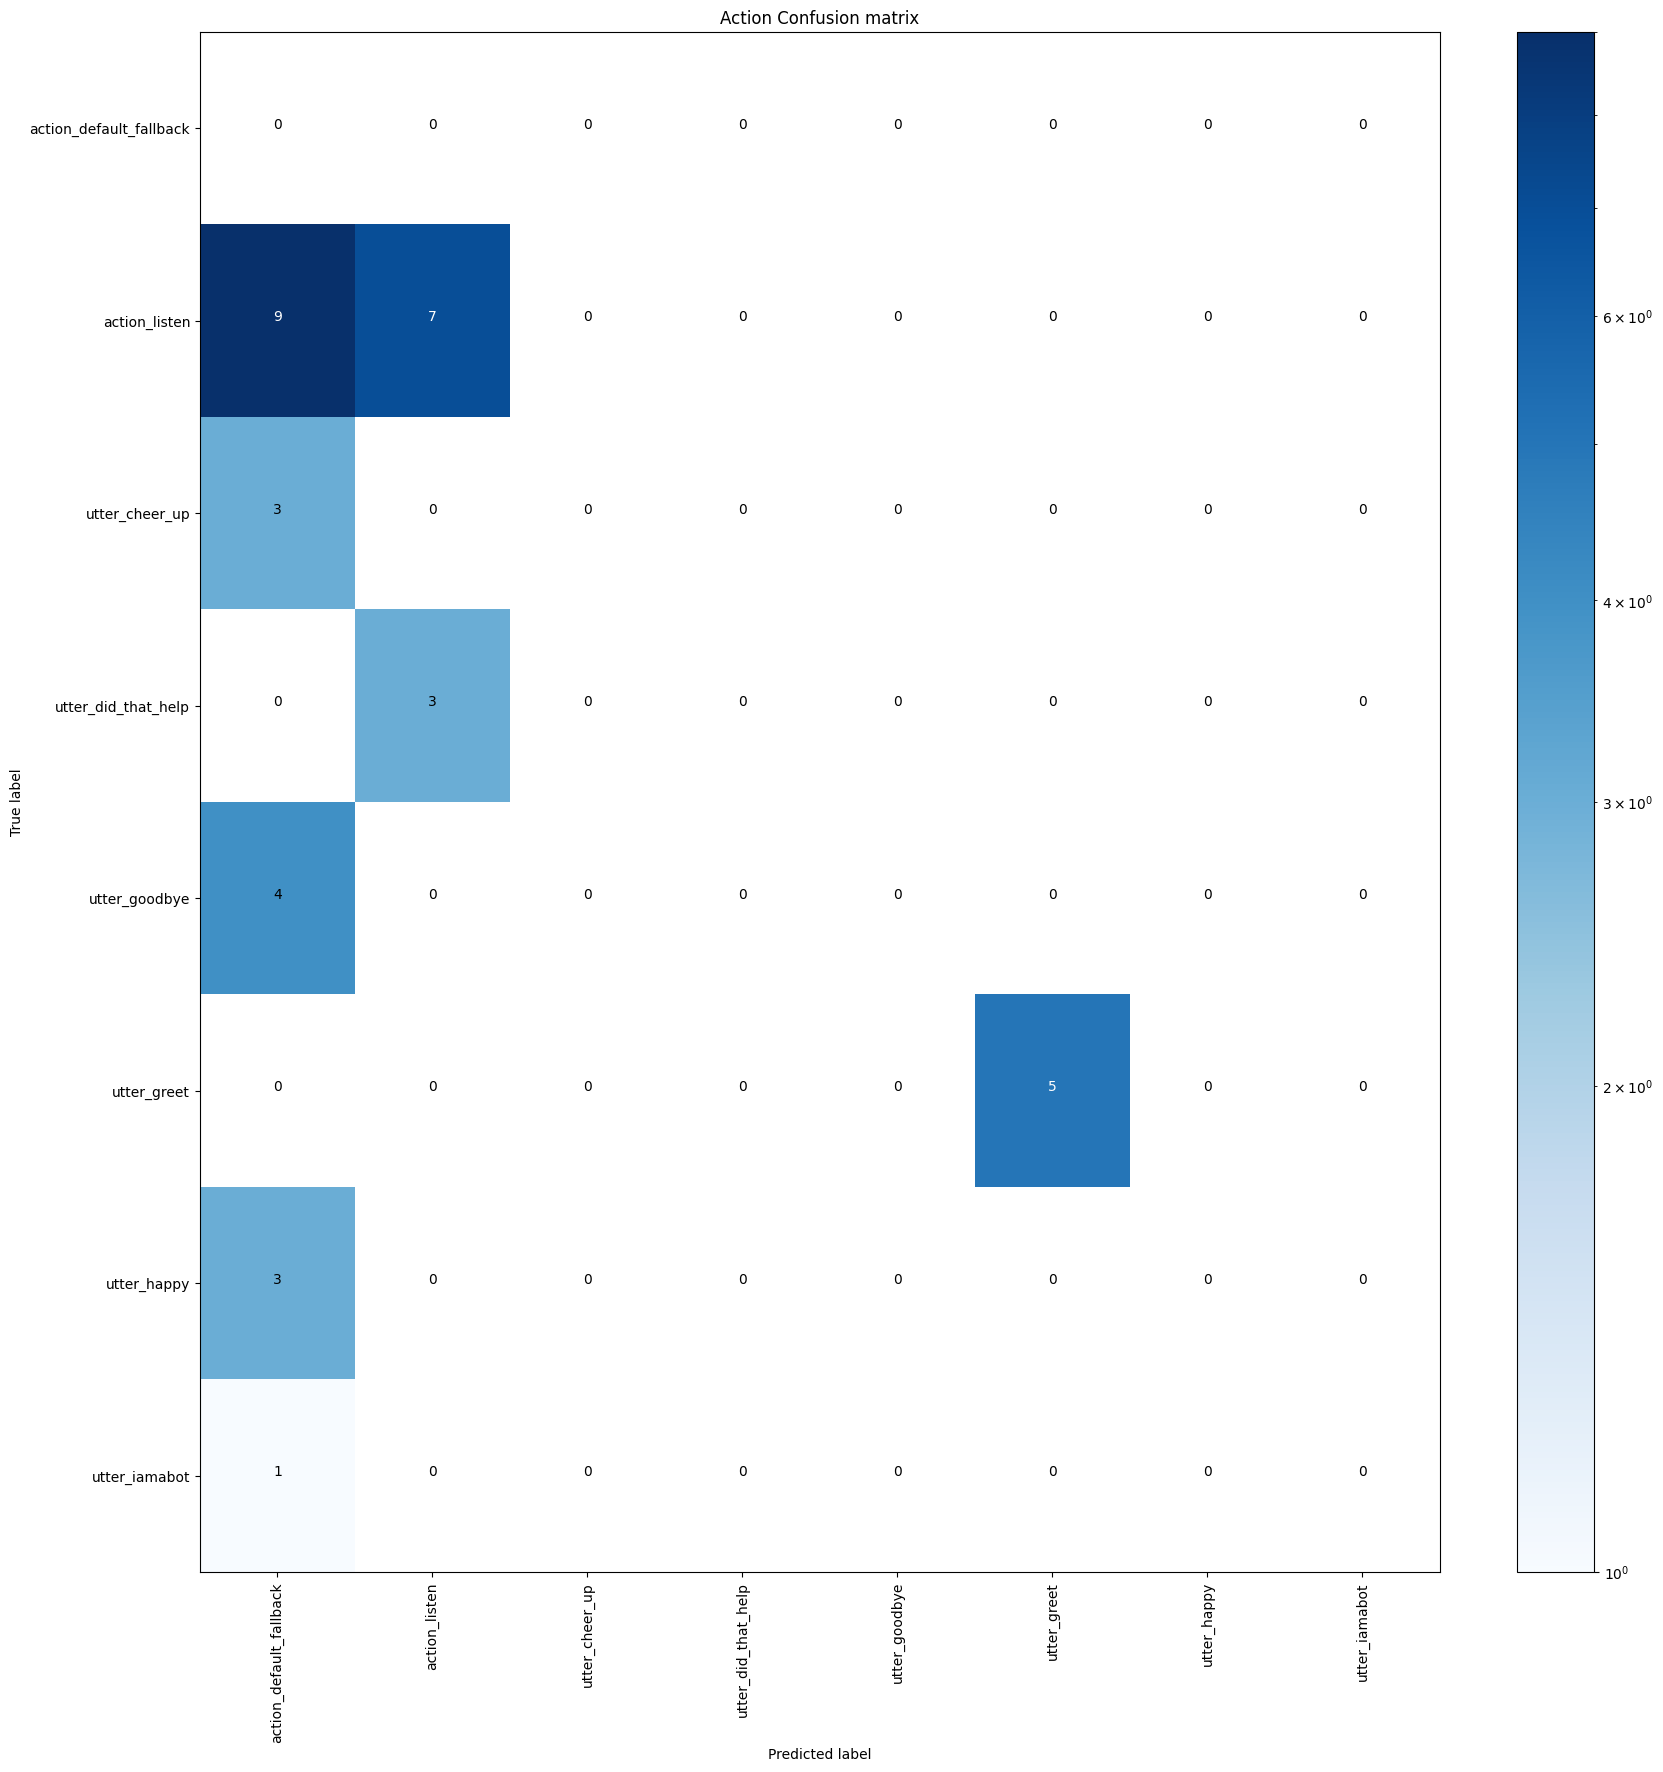 Action Confusion matrix
action_default_fallback 0 0 0 0 0 0 0 0
action_listen 9 7 0 0 0 0 0 0
utter_cheer_up 3 0 0 0 0 0 0 0
utter_did_that_help 0 3 0 0 0 0 0 0
utter_goodbye 4 0 0 0 0 0 0 0
utter_greet 0 0 0 0 0 5 0 0
utter_happy 3 0 0 0 0 0 0 0
utter_iamabot 1 0 0 0 0 0 0 0
True label
action_default_fallback
action_listen
utter_cheer_up
utter_did_that_help
utter_goodbye
utter_greet
utter_happy
utter_iamabot
Predicted label
6 × 10⁰
4 × 10⁰
3 × 10⁰
2 × 10⁰
10⁰